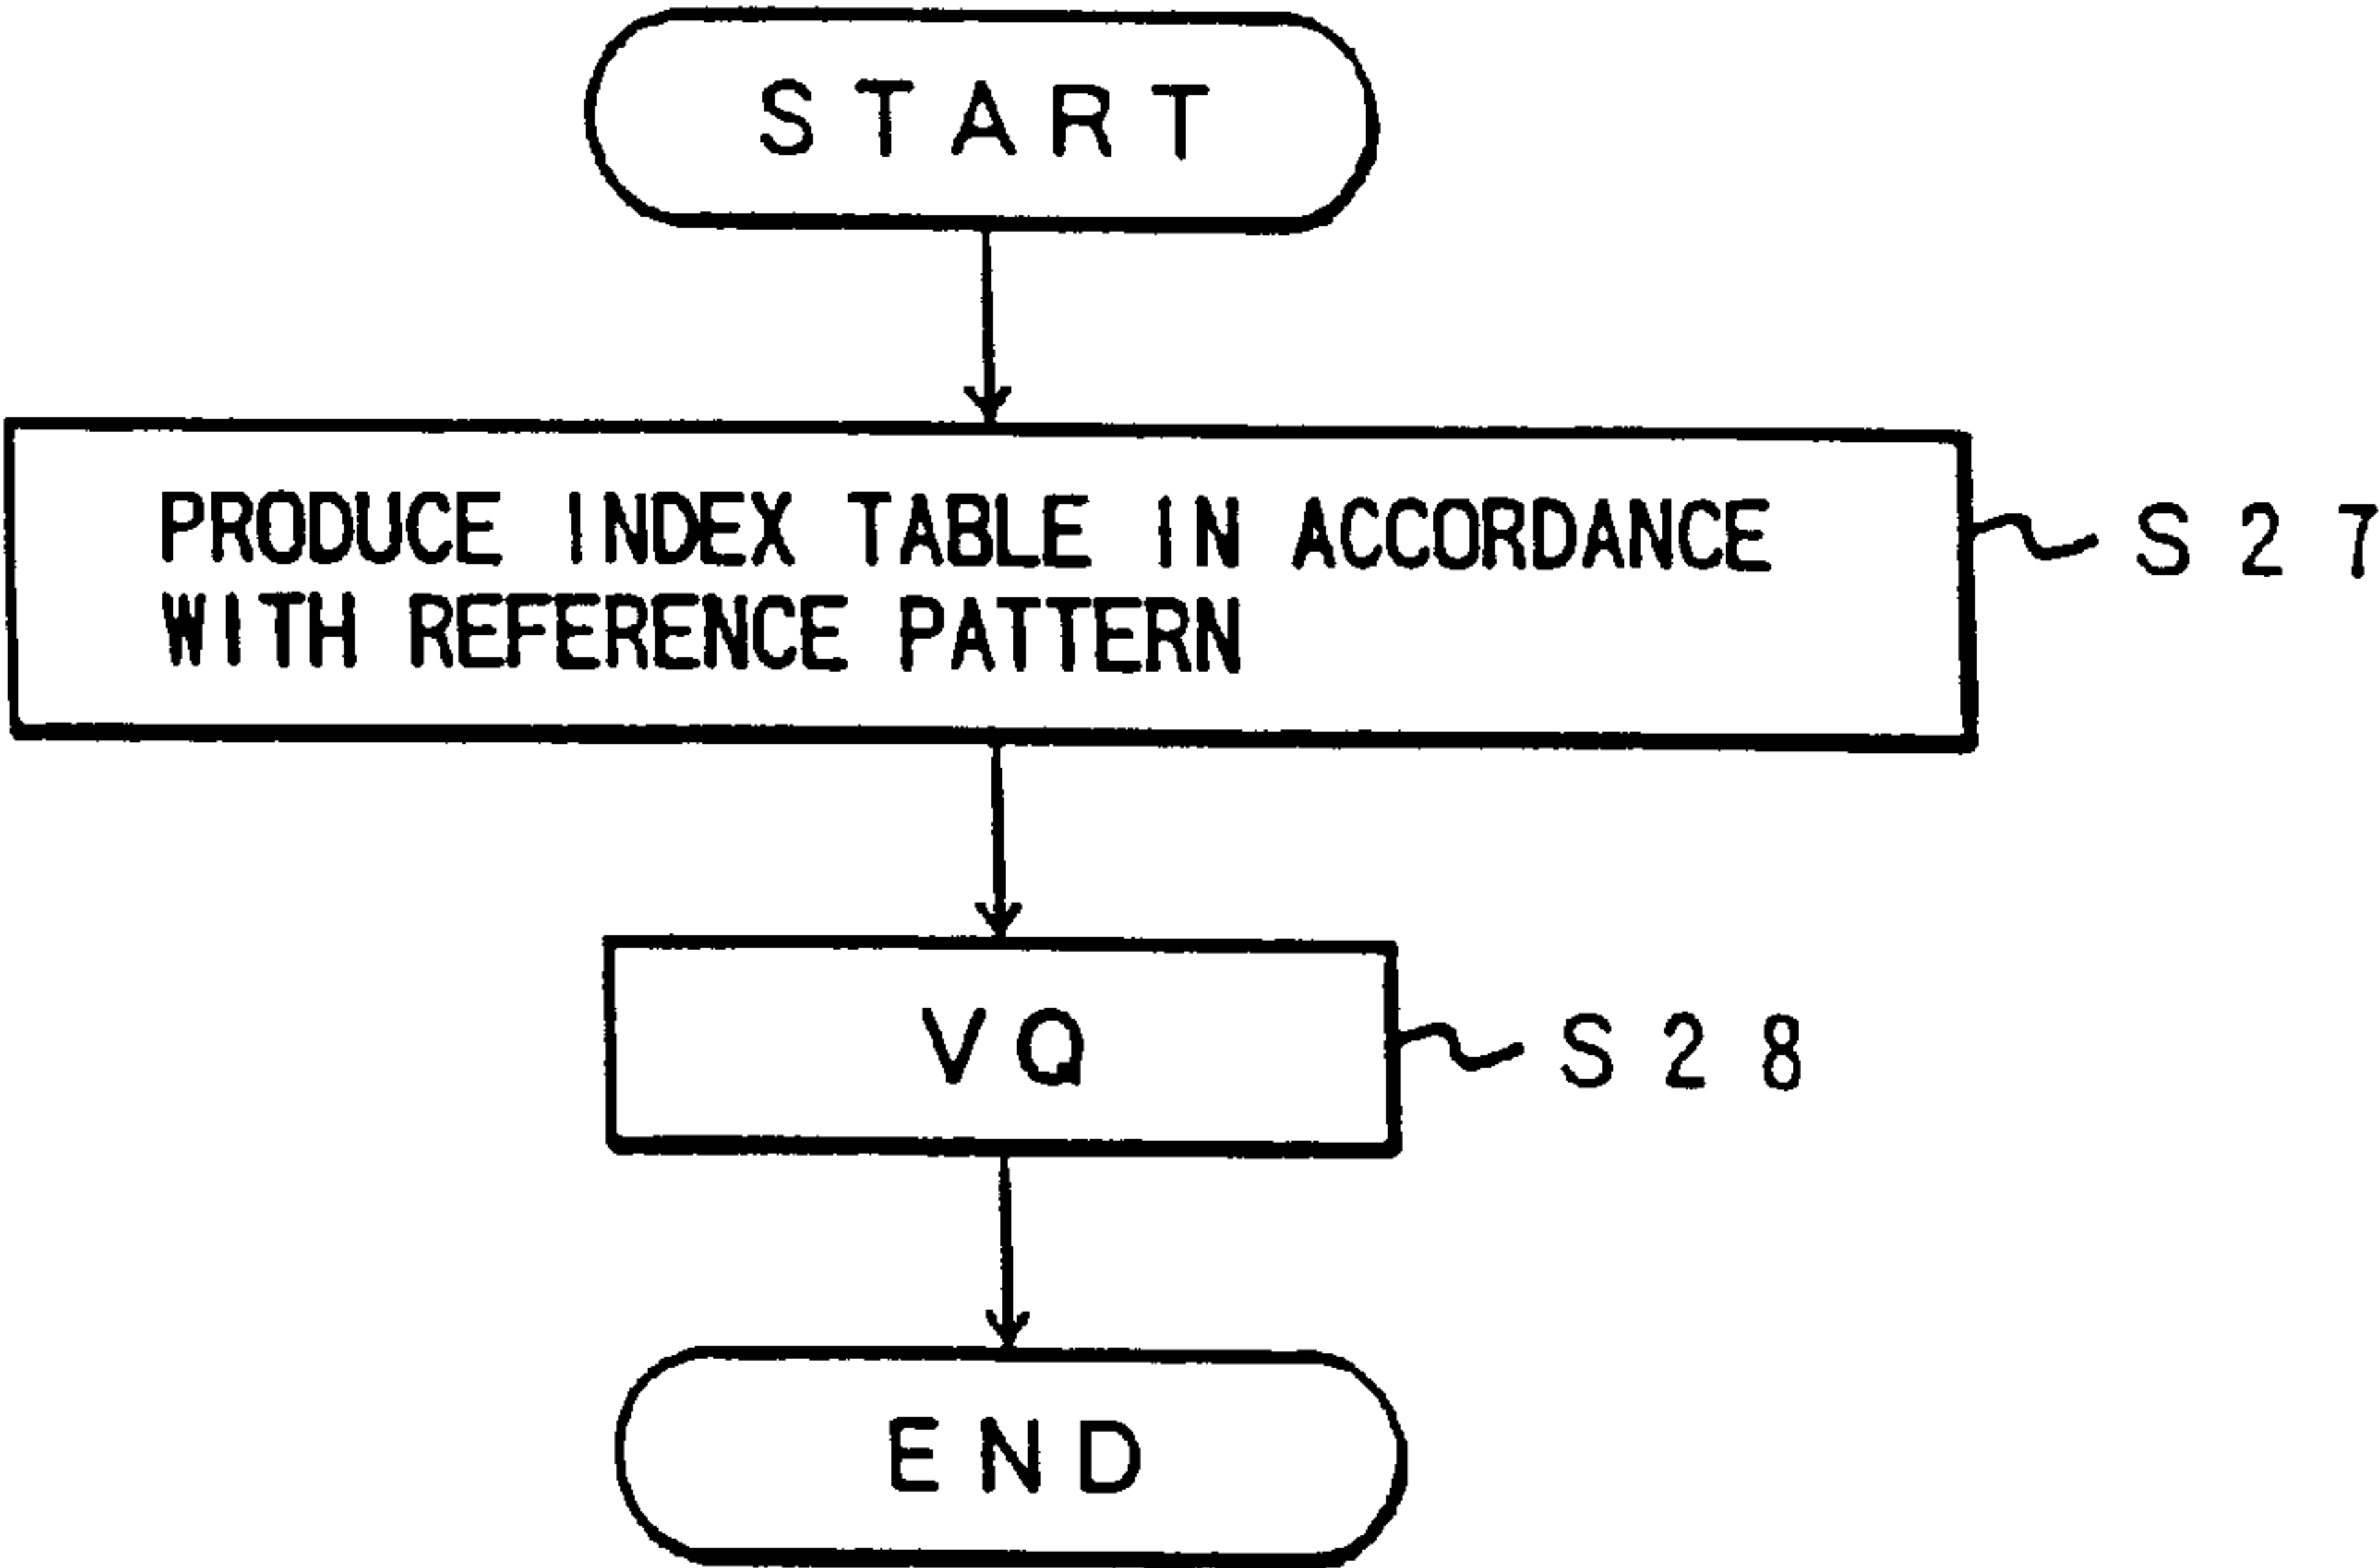 START
PRODUCE INDEX TABLE IN ACCORDANCE
WITH REFERENCE PATTERN
S27
VQ
S28
END